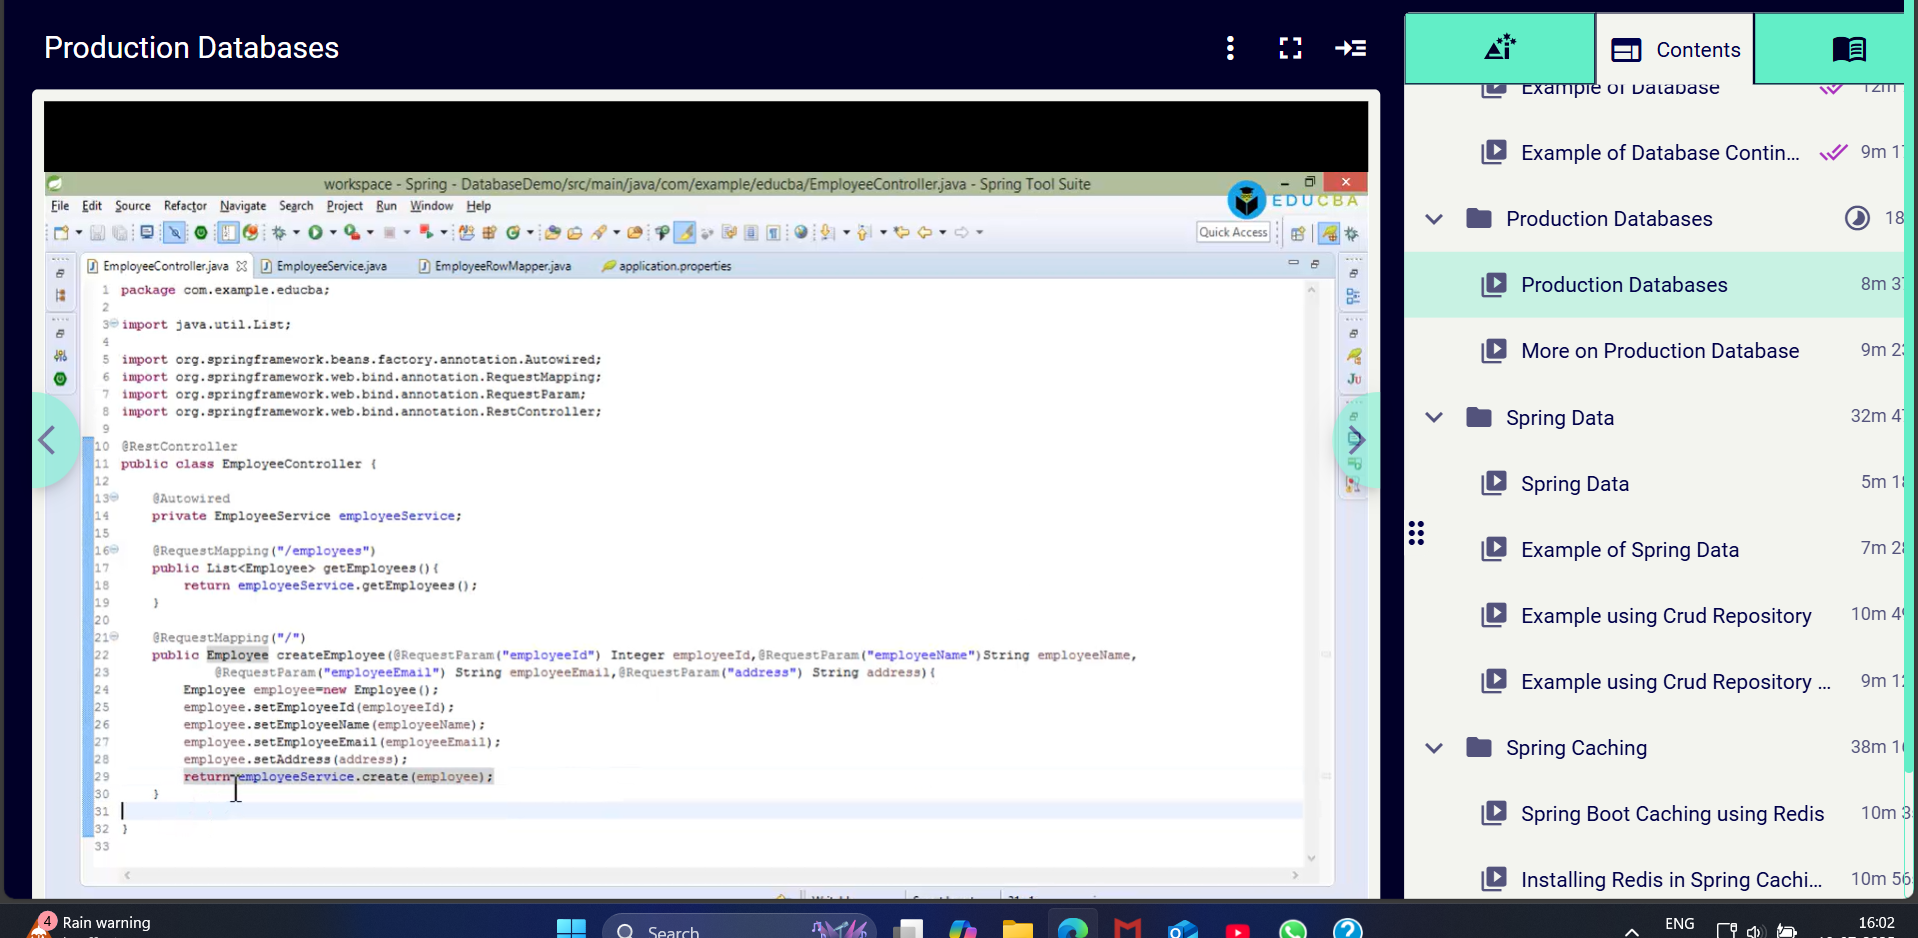 Production Databases
Contents
Example of Database
12m
Example of Database Contin...
9m 1
Production Databases
18
Production Databases
8m 3
More on Production Database
9m 2
Spring Data
32m 4
Spring Data
5m 1
Example of Spring Data
7m 2
Example using Crud Repository
10m 4
Example using Crud Repository ...
9m 1
Spring Caching
38m 1
Spring Boot Caching using Redis
10m 3
Installing Redis in Spring Cachi...
10m 56
workspace - Spring - DatabaseDemo/src/main/java/com/example/educba/EmployeeController.java - Spring Tool Suite
EDUCBA
File Edit Source Refactor Navigate Search Project Run Window Help
Quick Access
EmployeeController.java EmployeeService.java EmployeeRowMapper.java application.properties
1 package com.example.educba;
2
3 import java.util.List;
4
5 import org.springframework.beans.factory.annotation.Autowired;
6 import org.springframework.web.bind.annotation.RequestMapping;
7 import org.springframework.web.bind.annotation.RequestParam;
8 import org.springframework.web.bind.annotation.RestController;
9
10 @RestController
11 public class EmployeeController {
12
13 @Autowired
14 private EmployeeService employeeService;
15
16 @RequestMapping("/employees")
17 public List<Employee> getEmployees(){
18 return employeeService.getEmployees();
19 }
20
21 @RequestMapping("/")
22 public Employee createEmployee(@RequestParam("employeeId") Integer employeeId,@RequestParam("employeeName")String employeeName,
23 @RequestParam("employeeEmail") String employeeEmail,@RequestParam("address") String address){
24 Employee employee=new Employee();
25 employee.setEmployeeId(employeeId);
26 employee.setEmployeeName(employeeName);
27 employee.setEmployeeEmail(employeeEmail);
28 employee.setAddress(address);
29 return employeeService.create(employee);
30 }
31
32 }
33
4
Rain warning
Search
ENG
16:02